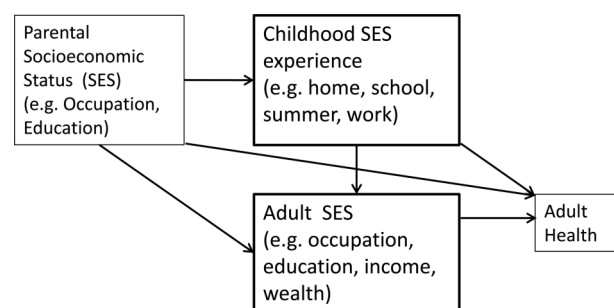 Parental
Socioeconomic
Status (SES)
(e.g. Occupation,
Education)
Childhood SES
experience
(e.g. home, school,
summer, work)
Adult SES
(e.g. occupation,
education, income,
wealth)
Adult
Health